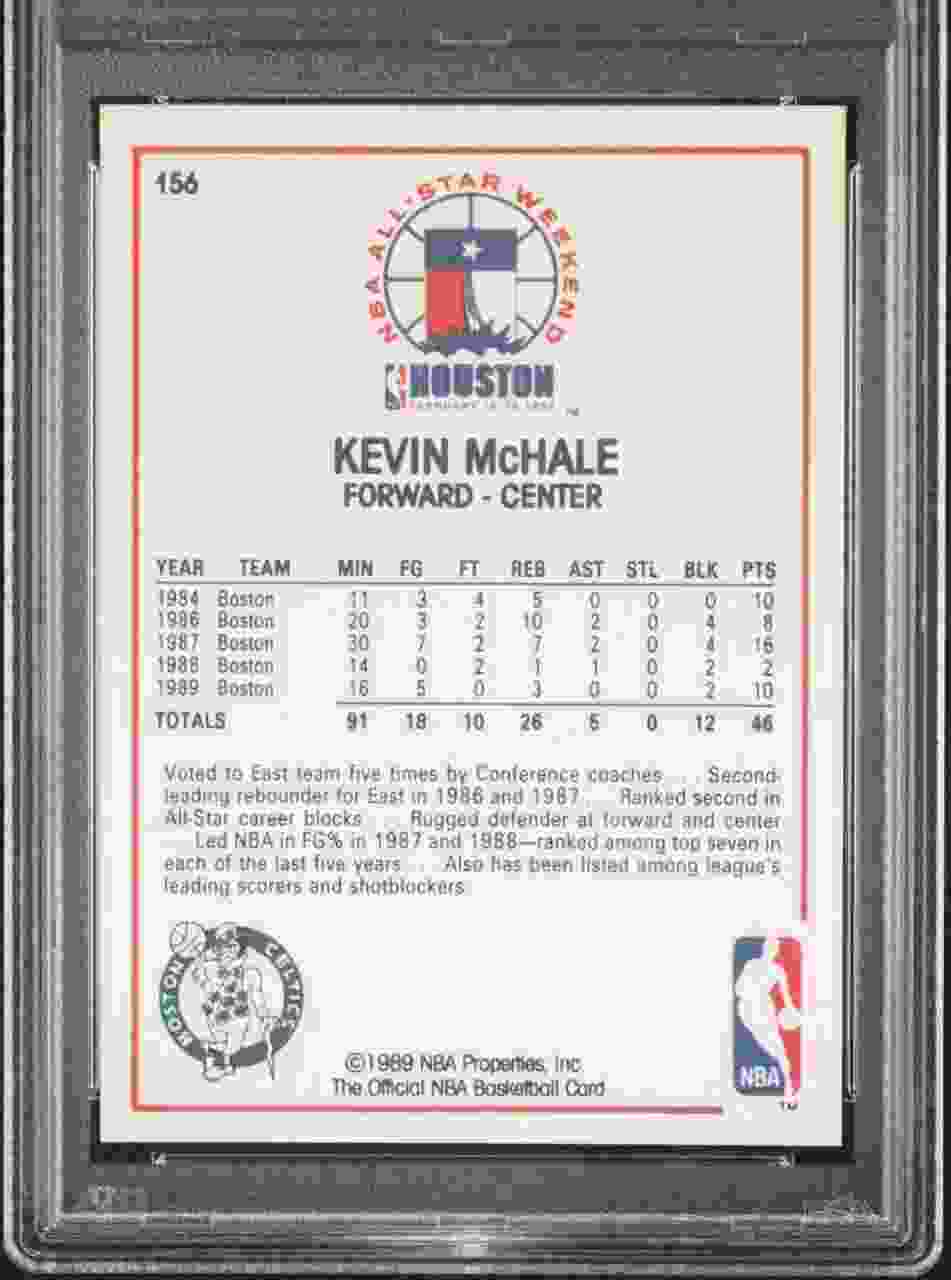 156
NBA ALL-STAR WEEKEND
HOUSTON
TM
KEVIN McHALE
FORWARD - CENTER
YEAR TEAM MIN FG FT REB AST STL BLK PTS
1984 Boston 11 3 4 5 0 0 0 10
1986 Boston 20 3 2 10 2 0 4 8
1987 Boston 30 7 2 7 2 0 4 16
1988 Boston 14 0 2 1 1 0 2 2
1989 Boston 16 5 0 3 0 0 2 10
TOTALS 91 18 10 26 5 0 12 46
Voted to East team five times by Conference coaches . . . Second-
leading rebounder for East in 1986 and 1987 . . . Ranked second in
All-Star career blocks . . . Rugged defender at forward and center
. . . Led NBA in FG% in 1987 and 1988—ranked among top seven in
each of the last five years . . . Also has been listed among league's
leading scorers and shotblockers.
BOSTON CELTICS
©1989 NBA Properties, Inc.
The Official NBA Basketball Card
NBA